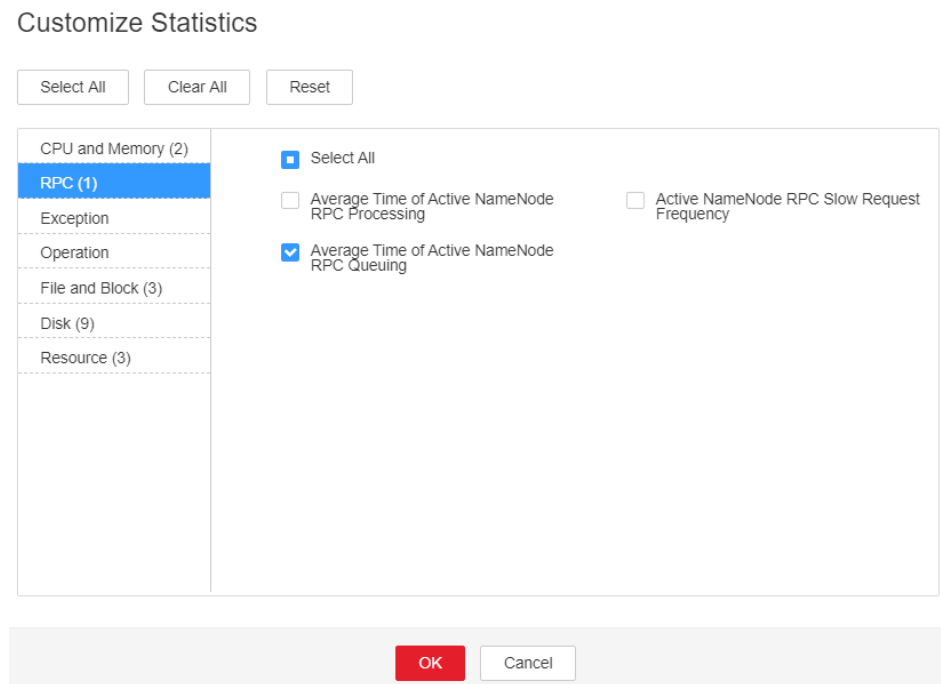 Customize Statistics
Select All
Clear All
Reset
CPU and Memory (2)
RPC (1)
Exception
Operation
File and Block (3)
Disk (9)
Resource (3)
Select All
Average Time of Active NameNode
RPC Processing
Active NameNode RPC Slow Request
Frequency
Average Time of Active NameNode
RPC Queuing
OK
Cancel